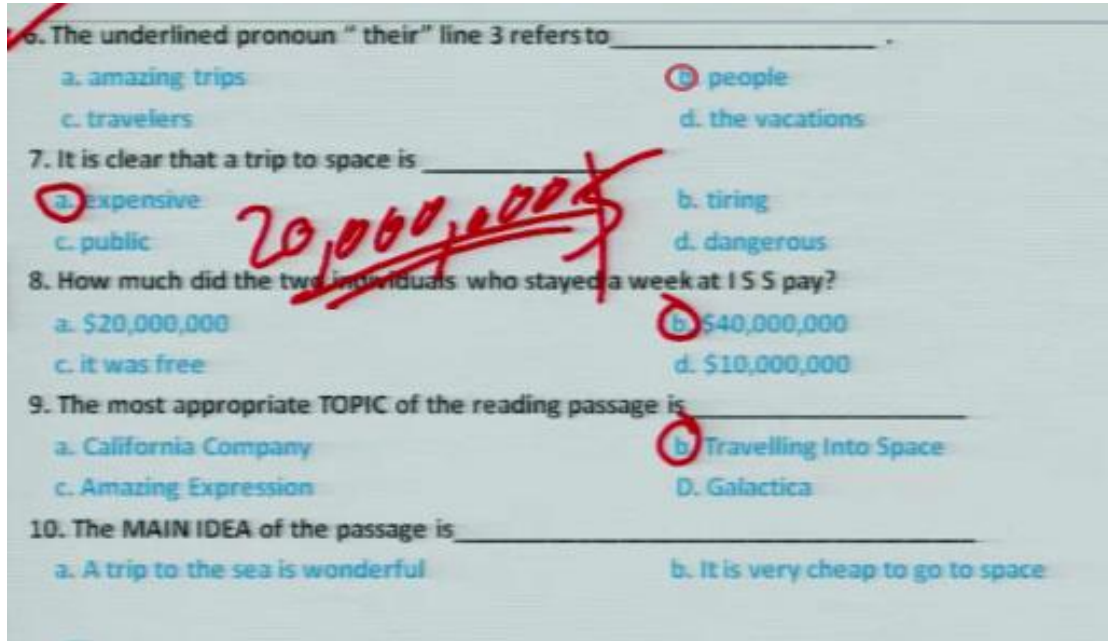 6. The underlined pronoun “ their” line 3 refers to ____________________ .
a. amazing trips b. people
c. travelers d. the vacations
7. It is clear that a trip to space is ______________
a. expensive b. tiring
20,000,000$
c. public d. dangerous
8. How much did the two individuals who stayed a week at I S S pay?
a. $20,000,000 b. $40,000,000
c. it was free d. $10,000,000
9. The most appropriate TOPIC of the reading passage is____________________
a. California Company b. Travelling Into Space
c. Amazing Expression D. Galactica
10. The MAIN IDEA of the passage is________________________________________
a. A trip to the sea is wonderful b. It is very cheap to go to space